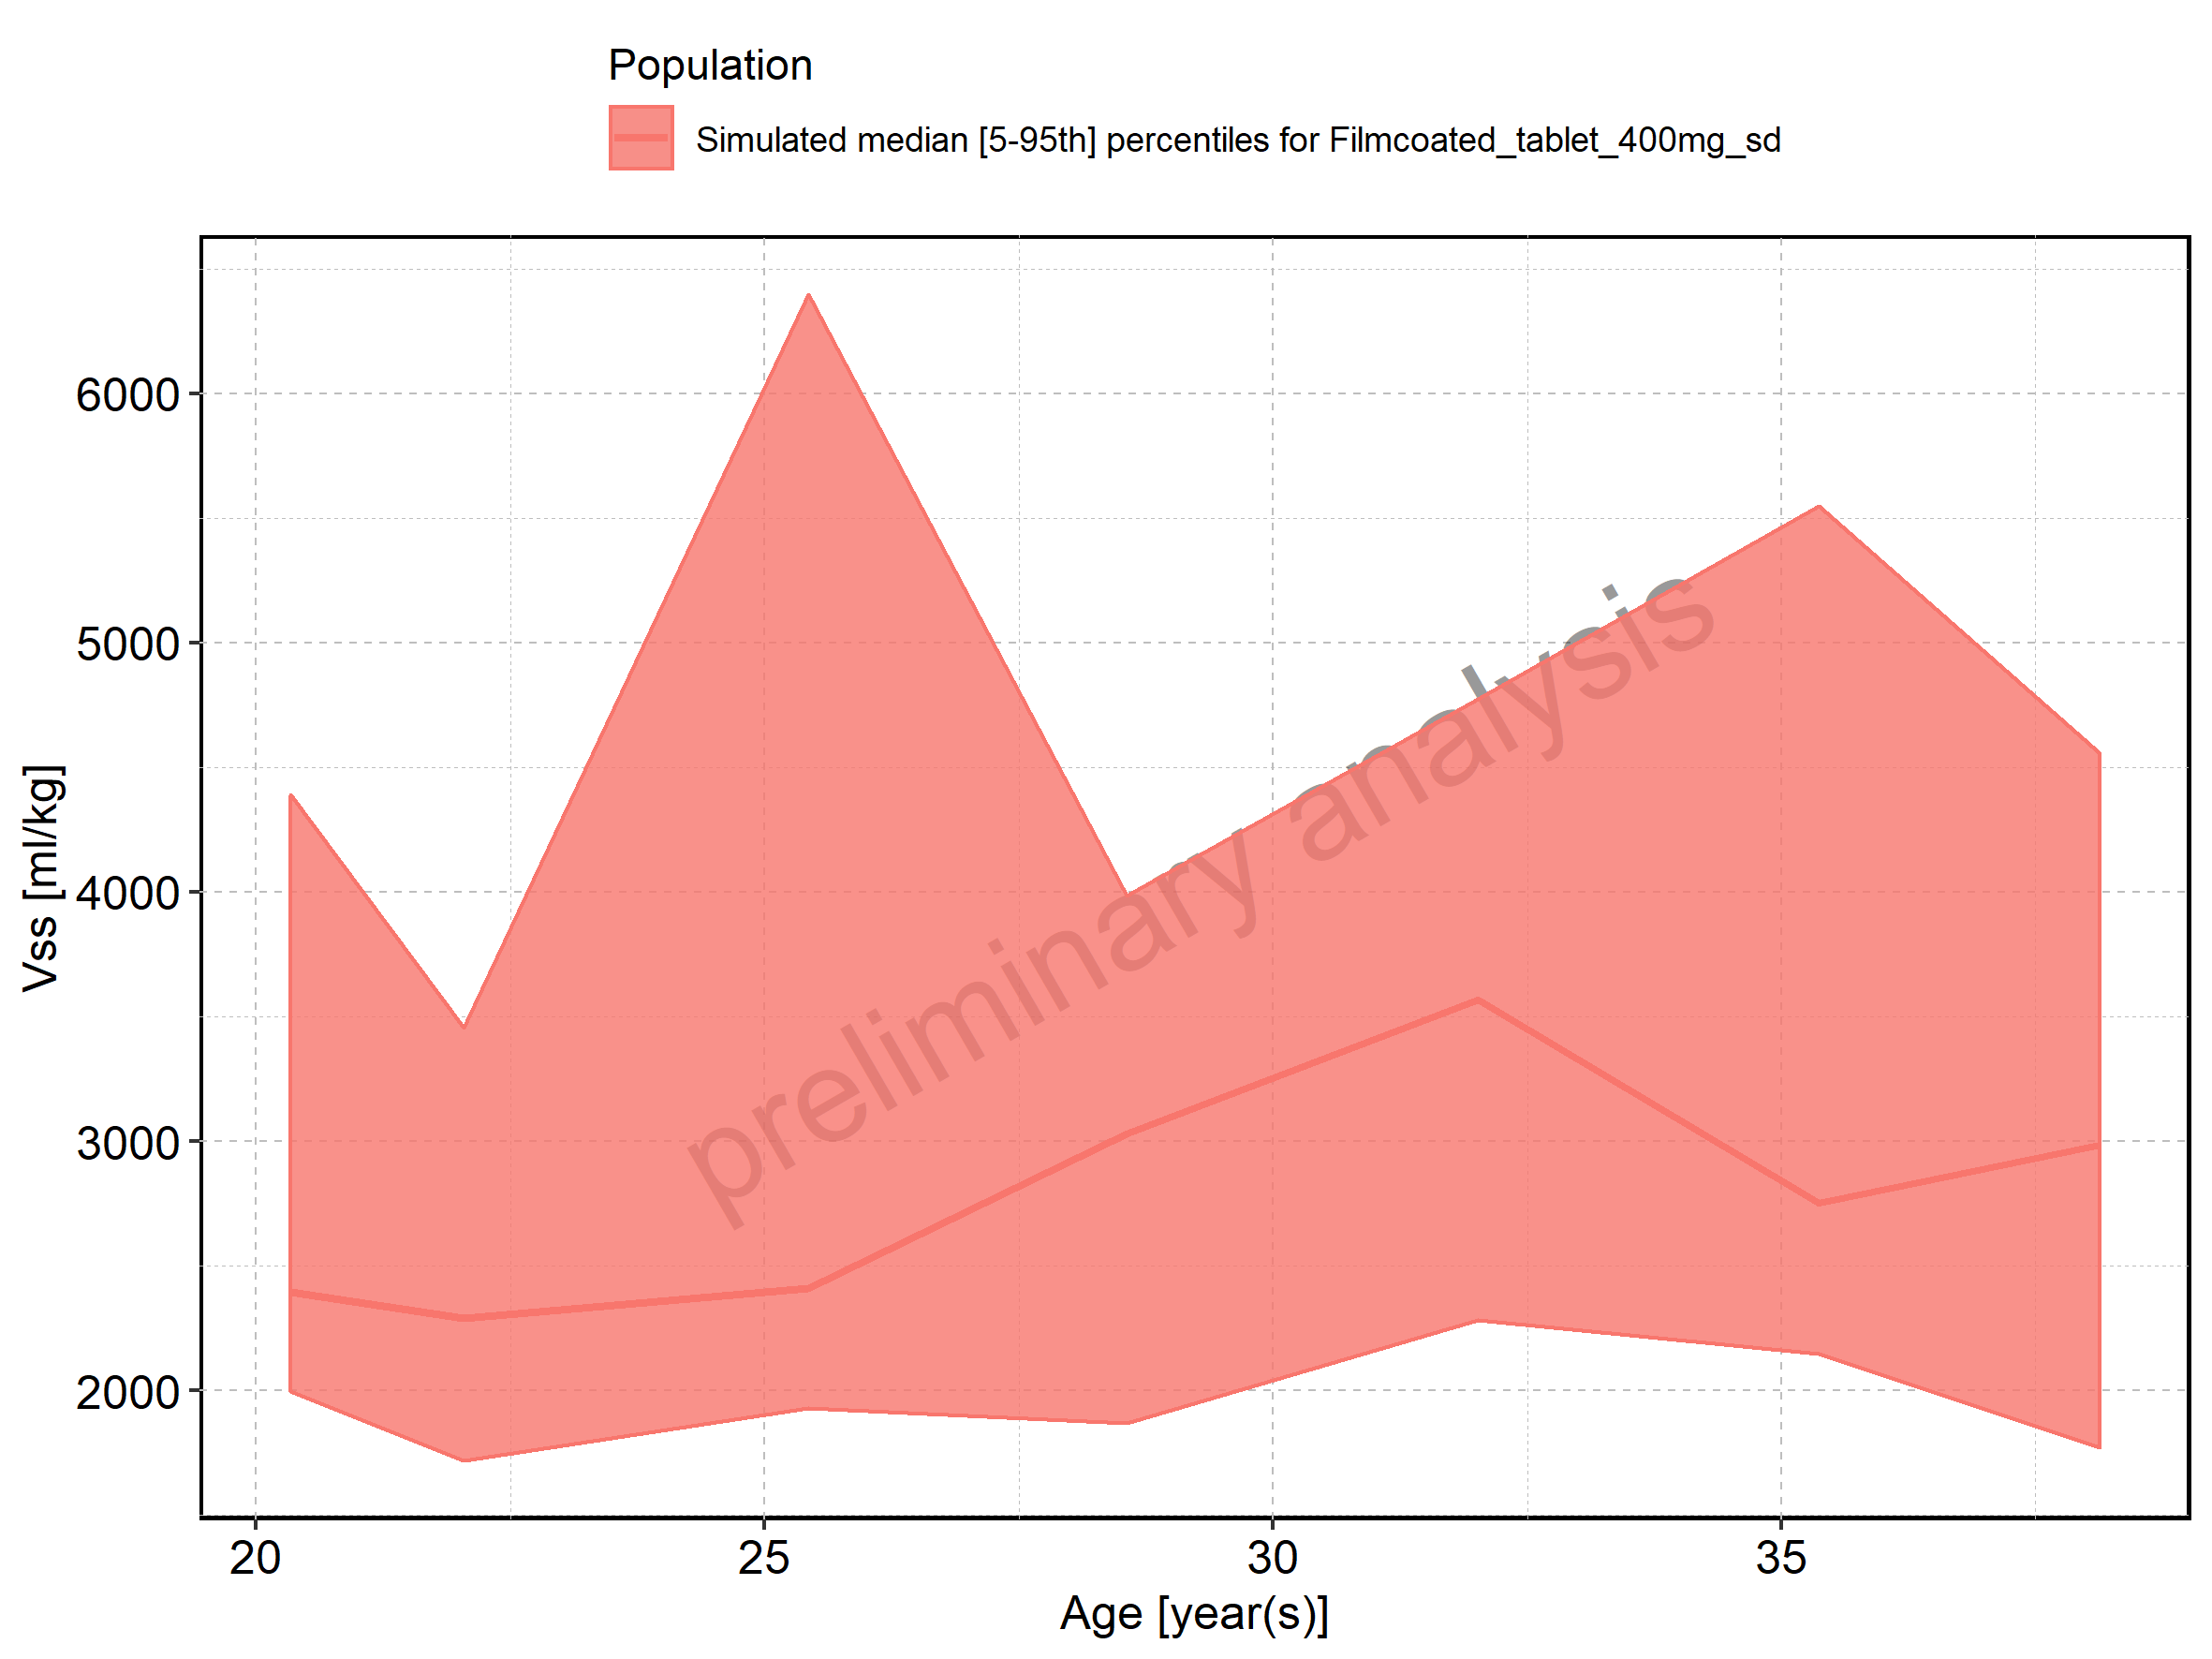 Population
Simulated median [5-95th] percentiles for Filmcoated_tablet_400mg_sd
6000
5000
4000
3000
2000
Vss [ml/kg]
preliminary analysis
20 25 30 35
Age [year(s)]